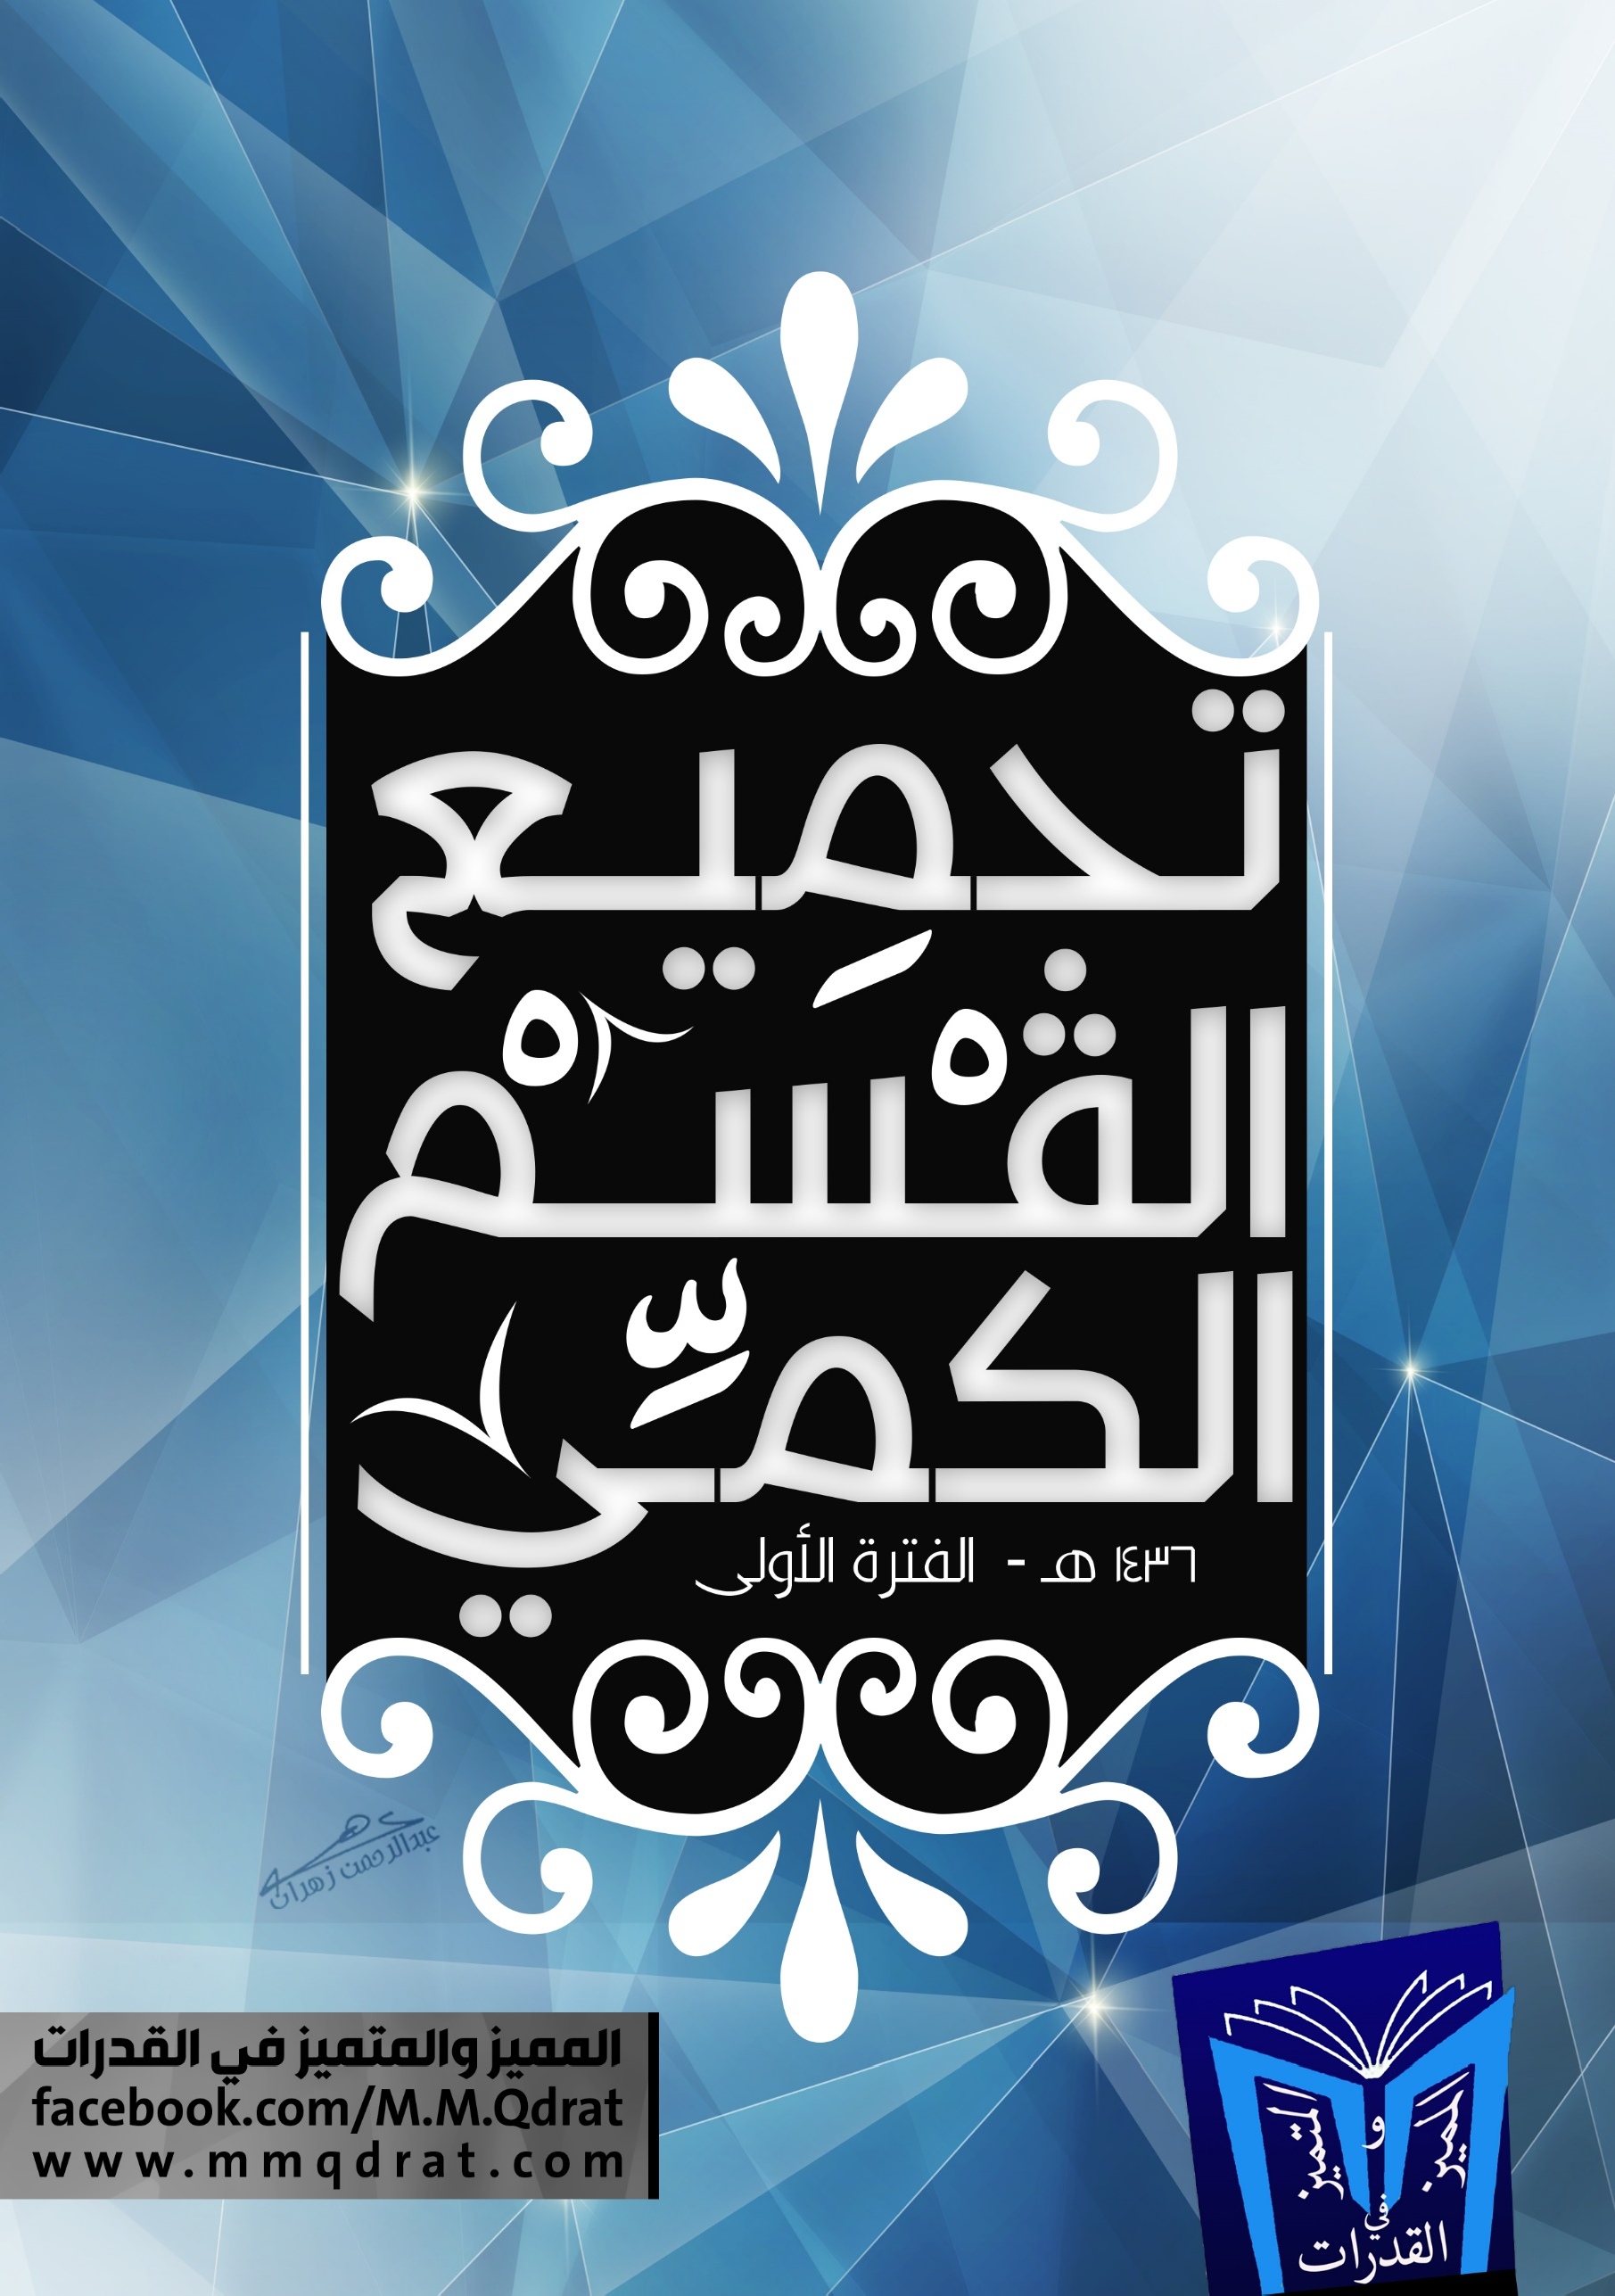 تجميع
القسم
الكمي
١٤٣٦ هـ - الفترة الأولى
عبدالرحمن زهران
المميز والمتميز في القدرات
facebook.com/M.M.Qdrat
www.mmqdrat.com
المميز
و
المتميز
في
القدرات